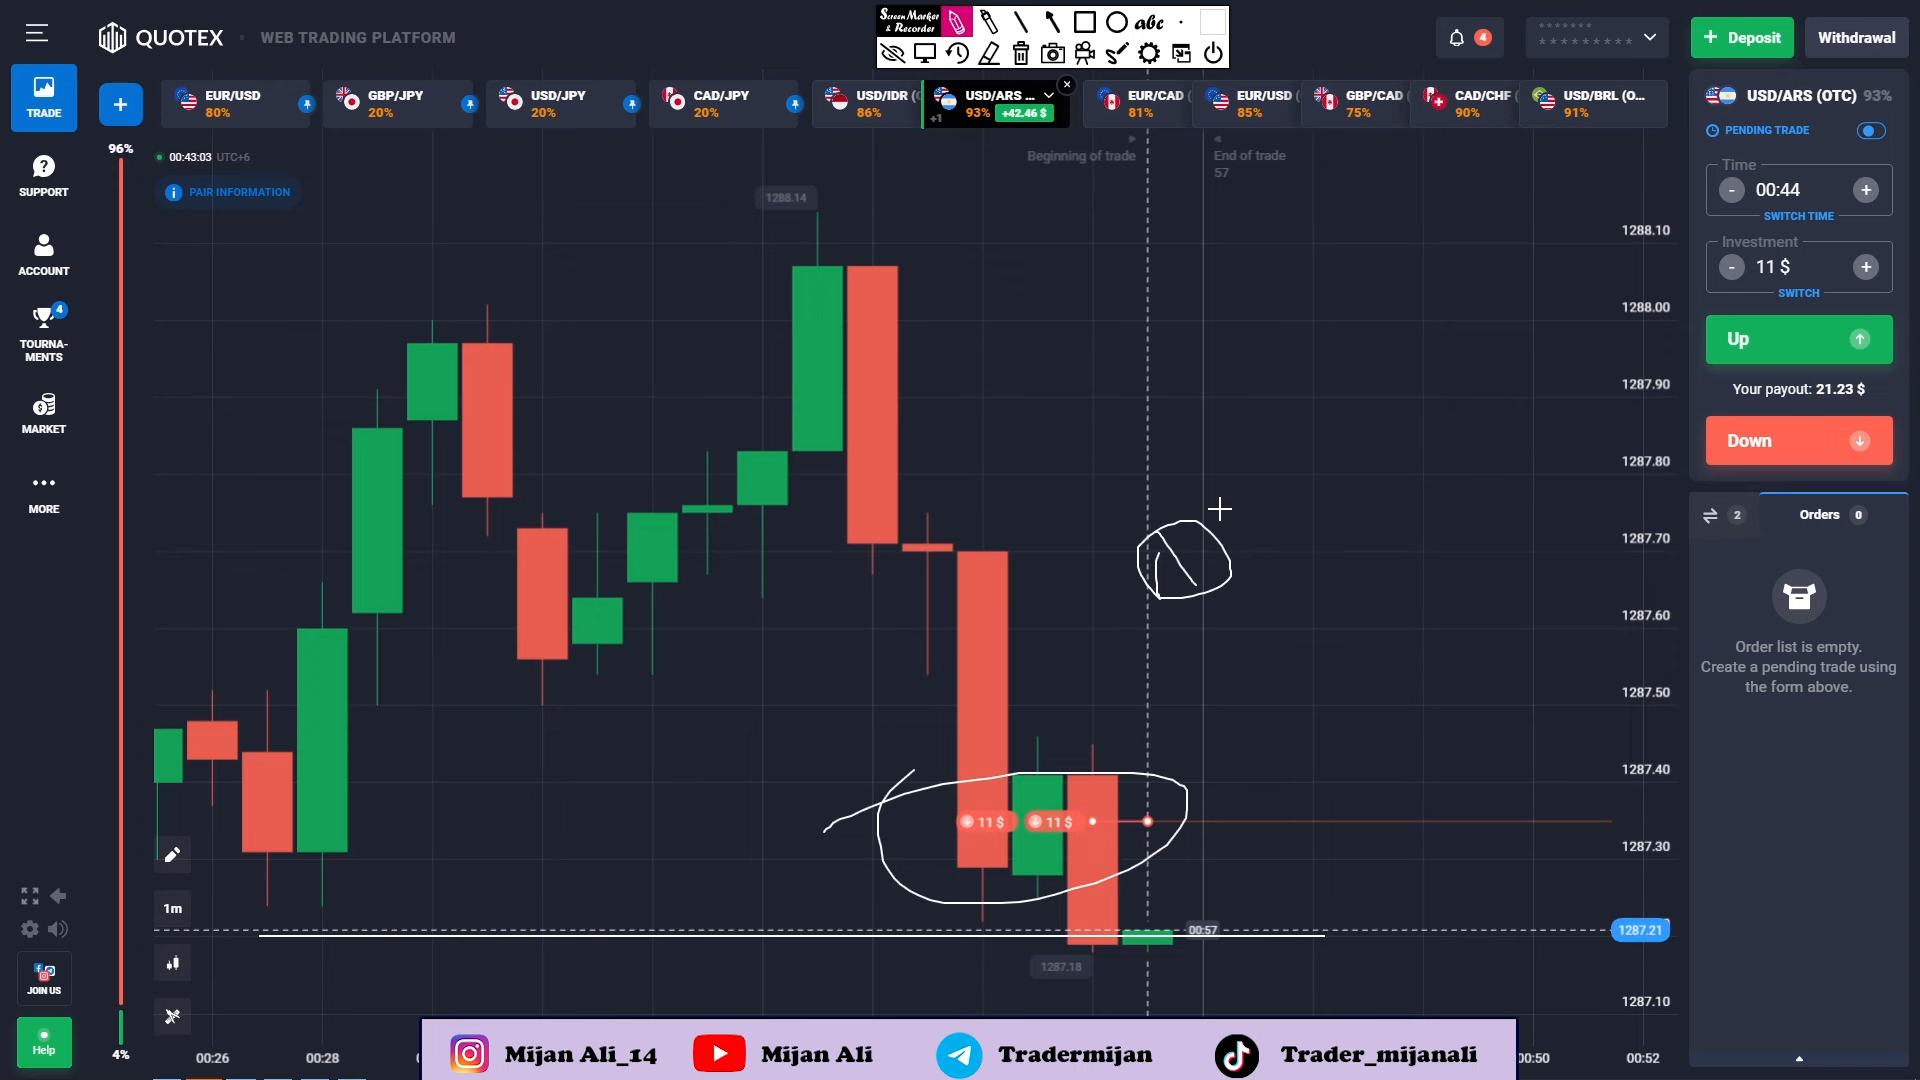 QUOTEX
WEB TRADING PLATFORM
Screen Marker
& Recorder
abc
4
*******
*********
+ Deposit
Withdrawal
TRADE
EUR/USD
80%
GBP/JPY
20%
USD/JPY
20%
CAD/JPY
20%
USD/IDR (
86%
+1
USD/ARS ...
93%
+42.46 $
EUR/CAD (
81%
EUR/USD (
85%
GBP/CAD (
75%
CAD/CHF (
90%
USD/BRL (O...
91%
USD/ARS (OTC) 93%
96%
00:43:03 UTC+6
Beginning of trade
End of trade
57
PENDING TRADE
SUPPORT
PAIR INFORMATION
Time
- 00:44 +
SWITCH TIME
1288.14
1288.10
ACCOUNT
Investment
- 11 $ +
SWITCH
4
TOURNA-
MENTS
1288.00
Up
1287.90
Your payout: 21.23 $
MARKET
Down
1287.80
MORE
2
Orders 0
1287.70
1287.60
Order list is empty.
Create a pending trade using
the form above.
1287.50
1287.40
11 $
11 $
1287.30
1m
00:57
1287.21
1287.18
JOIN US
1287.10
Help
4%
00:26
00:28
00:50
00:52
Mijan Ali_14
Mijan Ali
Tradermijan
Trader_mijanali